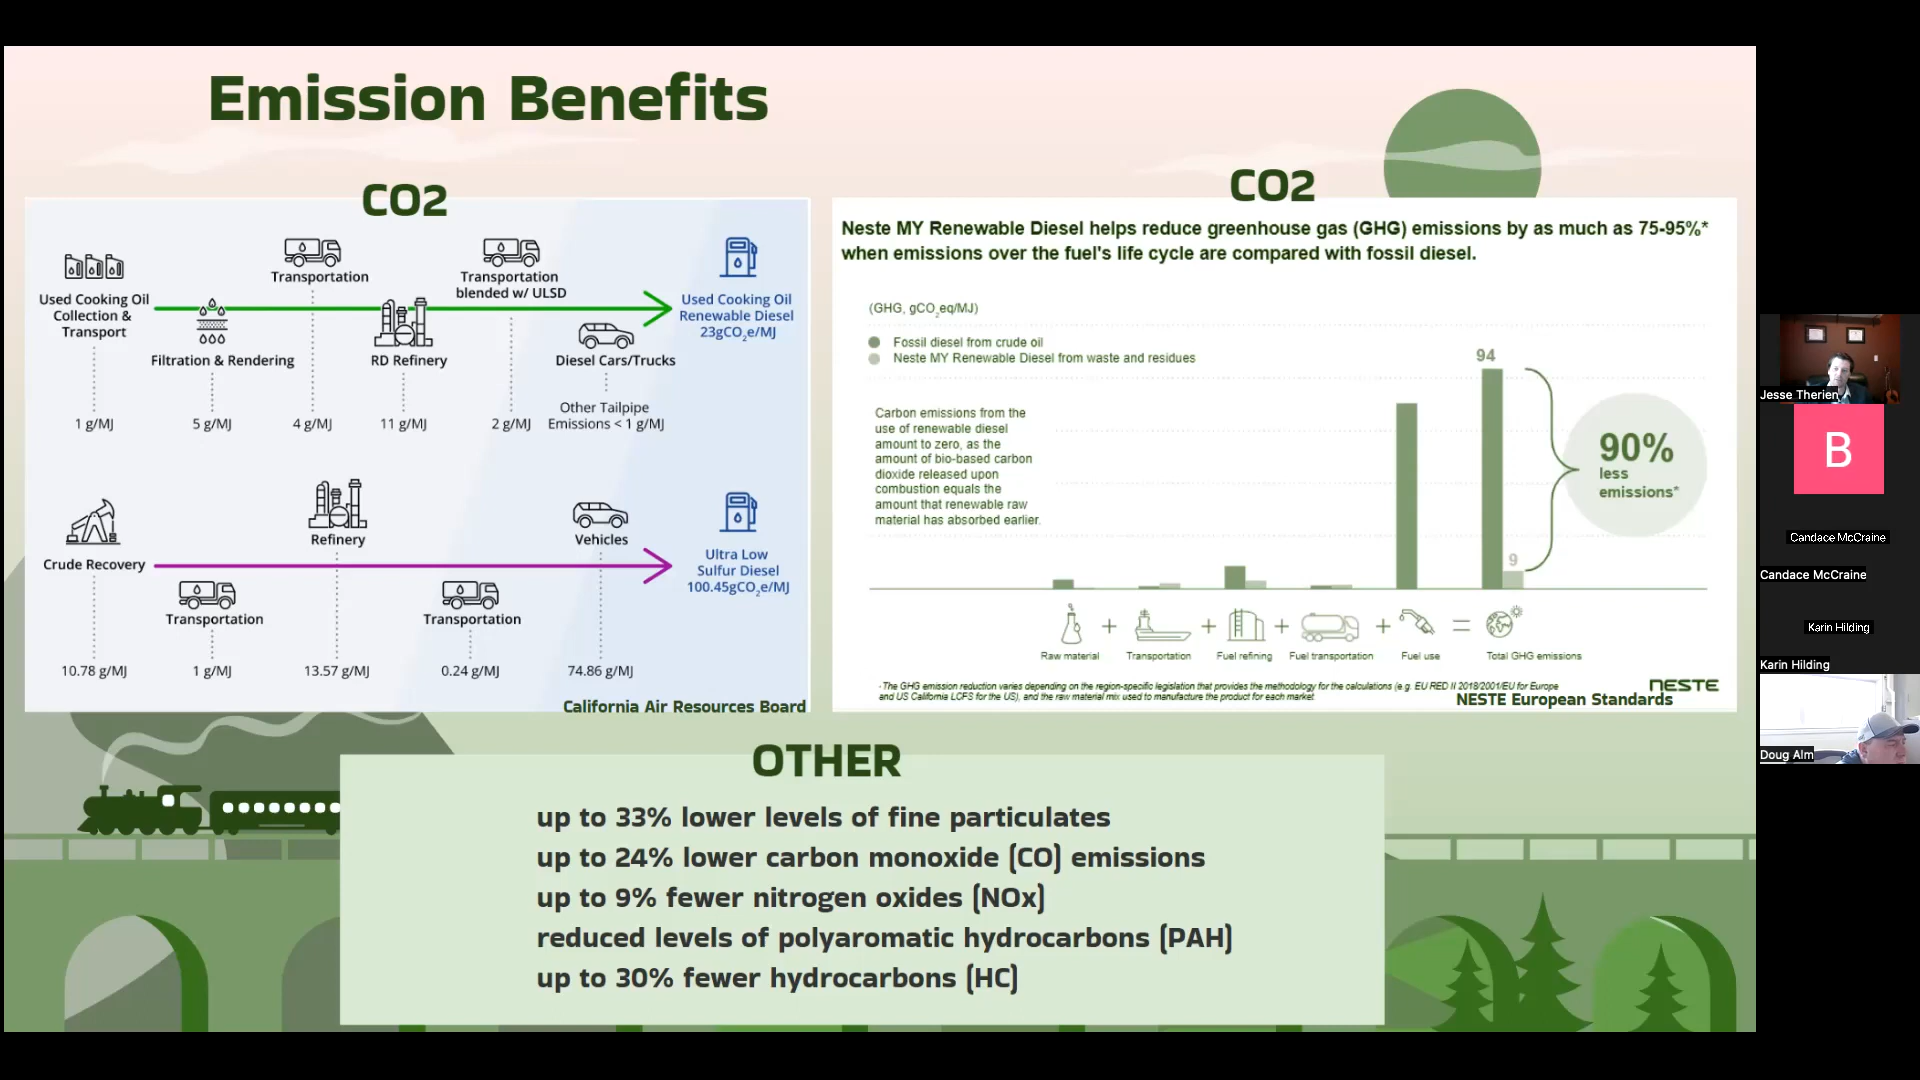 Emission Benefits
CO2
Transportation
Transportation
blended w/ ULSD
Used Cooking Oil
Collection &
Transport
Used Cooking Oil
Renewable Diesel
23gCO2e/MJ
Filtration & Rendering
RD Refinery
Diesel Cars/Trucks
Other Tailpipe
Emissions < 1 g/MJ
1 g/MJ
5 g/MJ
4 g/MJ
11 g/MJ
2 g/MJ
Refinery
Vehicles
Crude Recovery
Ultra Low
Sulfur Diesel
100.45gCO2e/MJ
Transportation
Transportation
10.78 g/MJ
1 g/MJ
13.57 g/MJ
0.24 g/MJ
74.86 g/MJ
California Air Resources Board
CO2
Neste MY Renewable Diesel helps reduce greenhouse gas (GHG) emissions by as much as 75-95%*
when emissions over the fuel's life cycle are compared with fossil diesel.
(GHG, gCO2eq/MJ)
Fossil diesel from crude oil
Neste MY Renewable Diesel from waste and residues
94
Carbon emissions from the
use of renewable diesel
amount to zero, as the
amount of bio-based carbon
dioxide released upon
combustion equals the
amount that renewable raw
material has absorbed earlier.
90%
less
emissions*
9
+ + + + =
Raw material
Transportation
Fuel refining
Fuel transportation
Fuel use
Total GHG emissions
* The GHG emission reduction varies depending on the region-specific legislation that provides the methodology for the calculations (e.g. EU RED II 2018/2001/EU for Europe
and US California LCFS for the US), and the raw material mix used to manufacture the product for each market.
NESTE
NESTE European Standards
OTHER
up to 33% lower levels of fine particulates
up to 24% lower carbon monoxide (CO) emissions
up to 9% fewer nitrogen oxides (NOx)
reduced levels of polyaromatic hydrocarbons (PAH)
up to 30% fewer hydrocarbons (HC)
Jesse Therien
B
Candace McCraine
Candace McCraine
Karin Hilding
Karin Hilding
Doug Alm